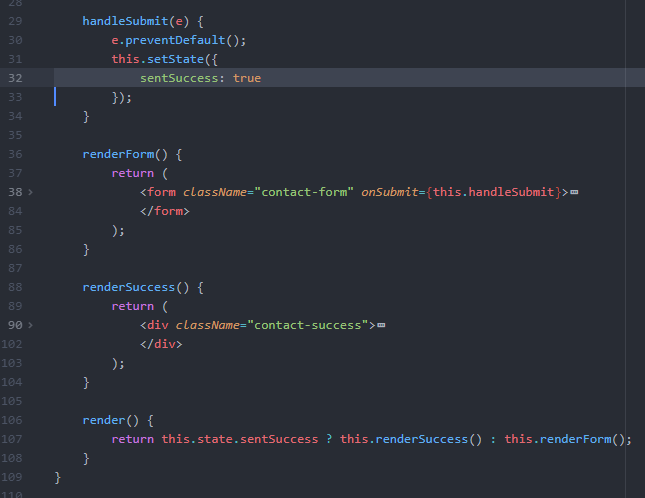 28
29 handleSubmit(e) {
30 e.preventDefault();
31 this.setState({
32 sentSuccess: true
33 });
34 }
35
36 renderForm() {
37 return (
38 <form className="contact-form" onSubmit={this.handleSubmit}>
84 </form>
85 );
86 }
87
88 renderSuccess() {
89 return (
90 <div className="contact-success">
102 </div>
103 );
104 }
105
106 render() {
107 return this.state.sentSuccess ? this.renderSuccess() : this.renderForm();
108 }
109 }
110